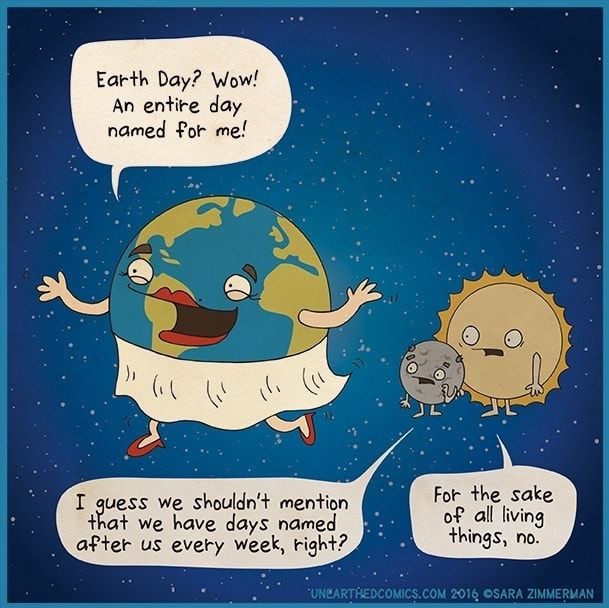 Earth Day? Wow!
An entire day
named for me!
I guess we shouldn't mention
that we have days named
after us every week, right?
For the sake
of all living
things, no.
UNEARTHEDCOMICS.COM 2016 ©SARA ZIMMERMAN